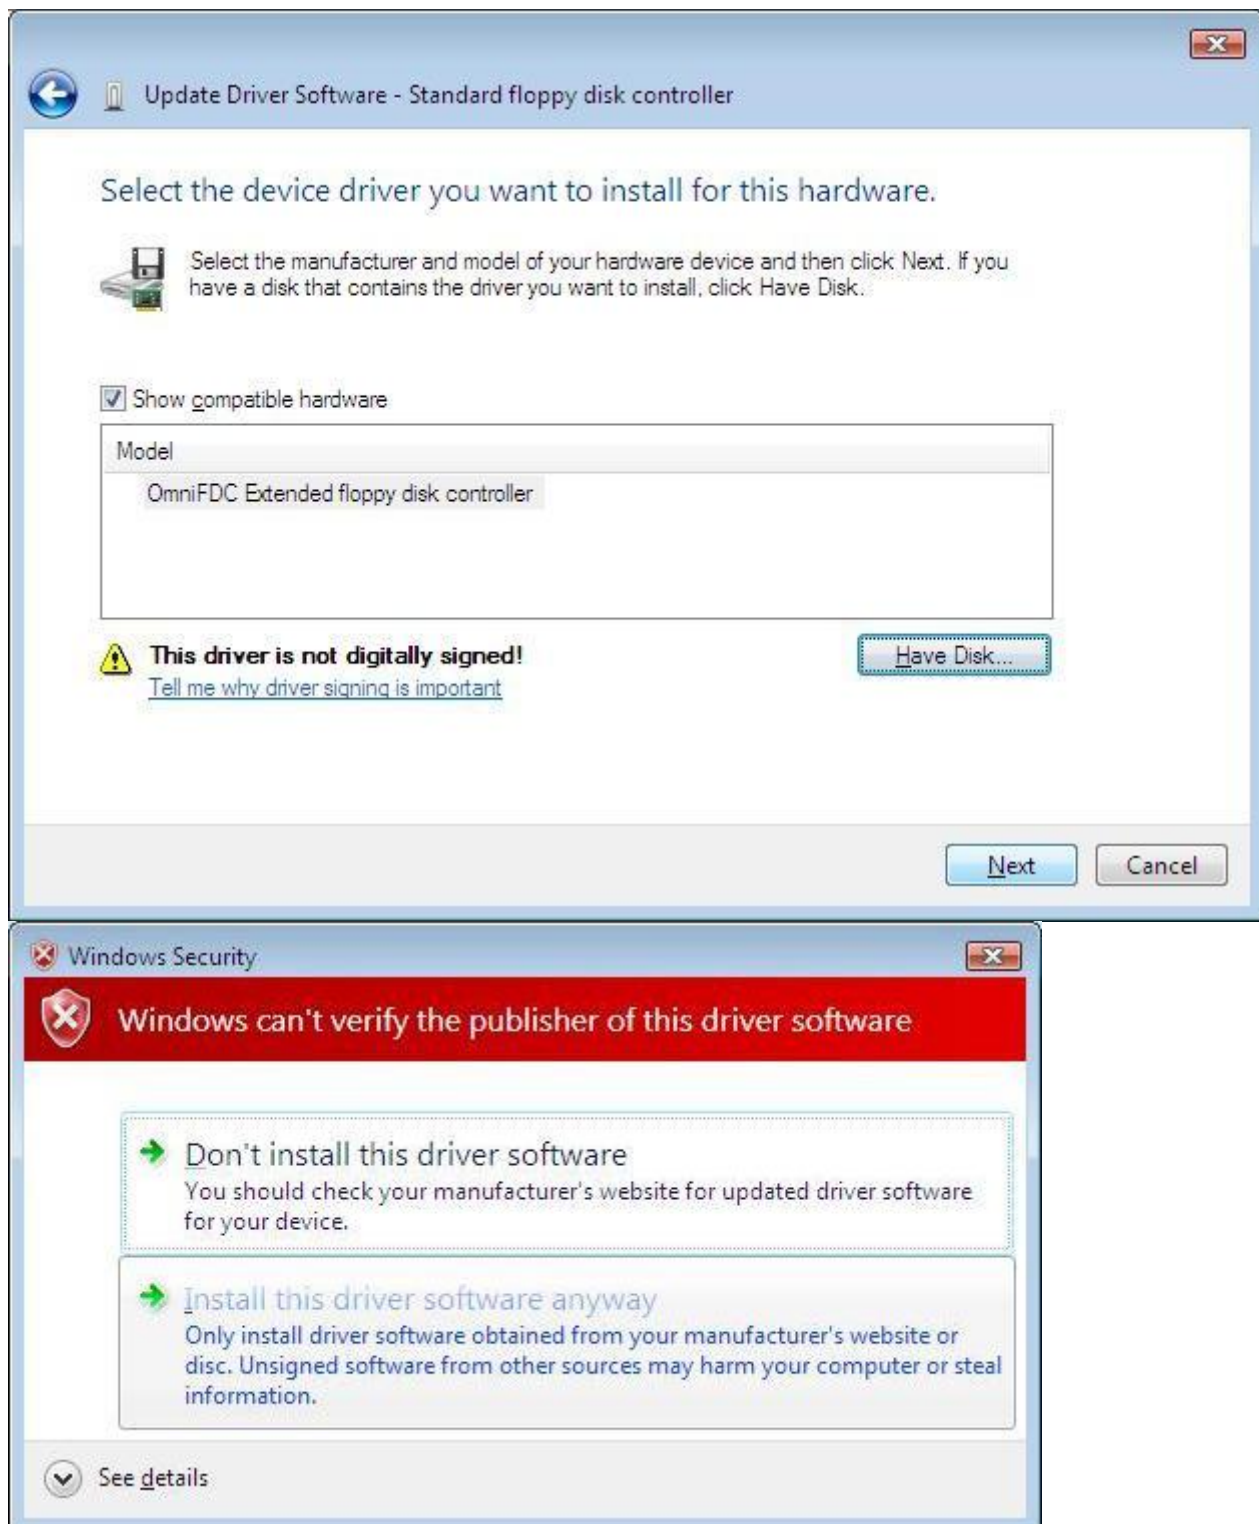 Update Driver Software - Standard floppy disk controller
Select the device driver you want to install for this hardware.
Select the manufacturer and model of your hardware device and then click Next. If you
have a disk that contains the driver you want to install, click Have Disk.
Show compatible hardware
Model
OmniFDC Extended floppy disk controller
This driver is not digitally signed!
Have Disk...
Tell me why driver signing is important
Next
Cancel
Windows Security
Windows can't verify the publisher of this driver software
Don't install this driver software
You should check your manufacturer's website for updated driver software
for your device.
Install this driver software anyway
Only install driver software obtained from your manufacturer's website or
disc. Unsigned software from other sources may harm your computer or steal
information.
See details